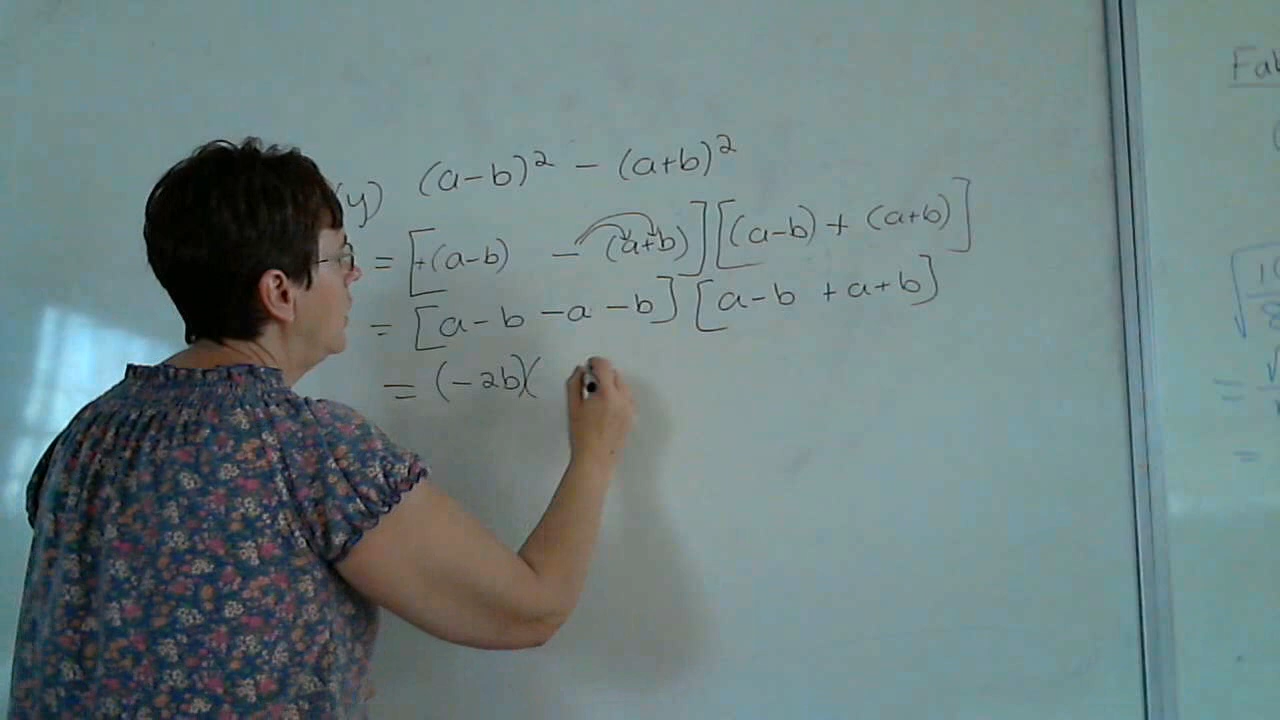 (y) (a-b)² - (a+b)²
= [+(a-b) - (a+b)][(a-b) + (a+b)]
= [a-b -a -b] [a-b +a+b]
= (-2b)(